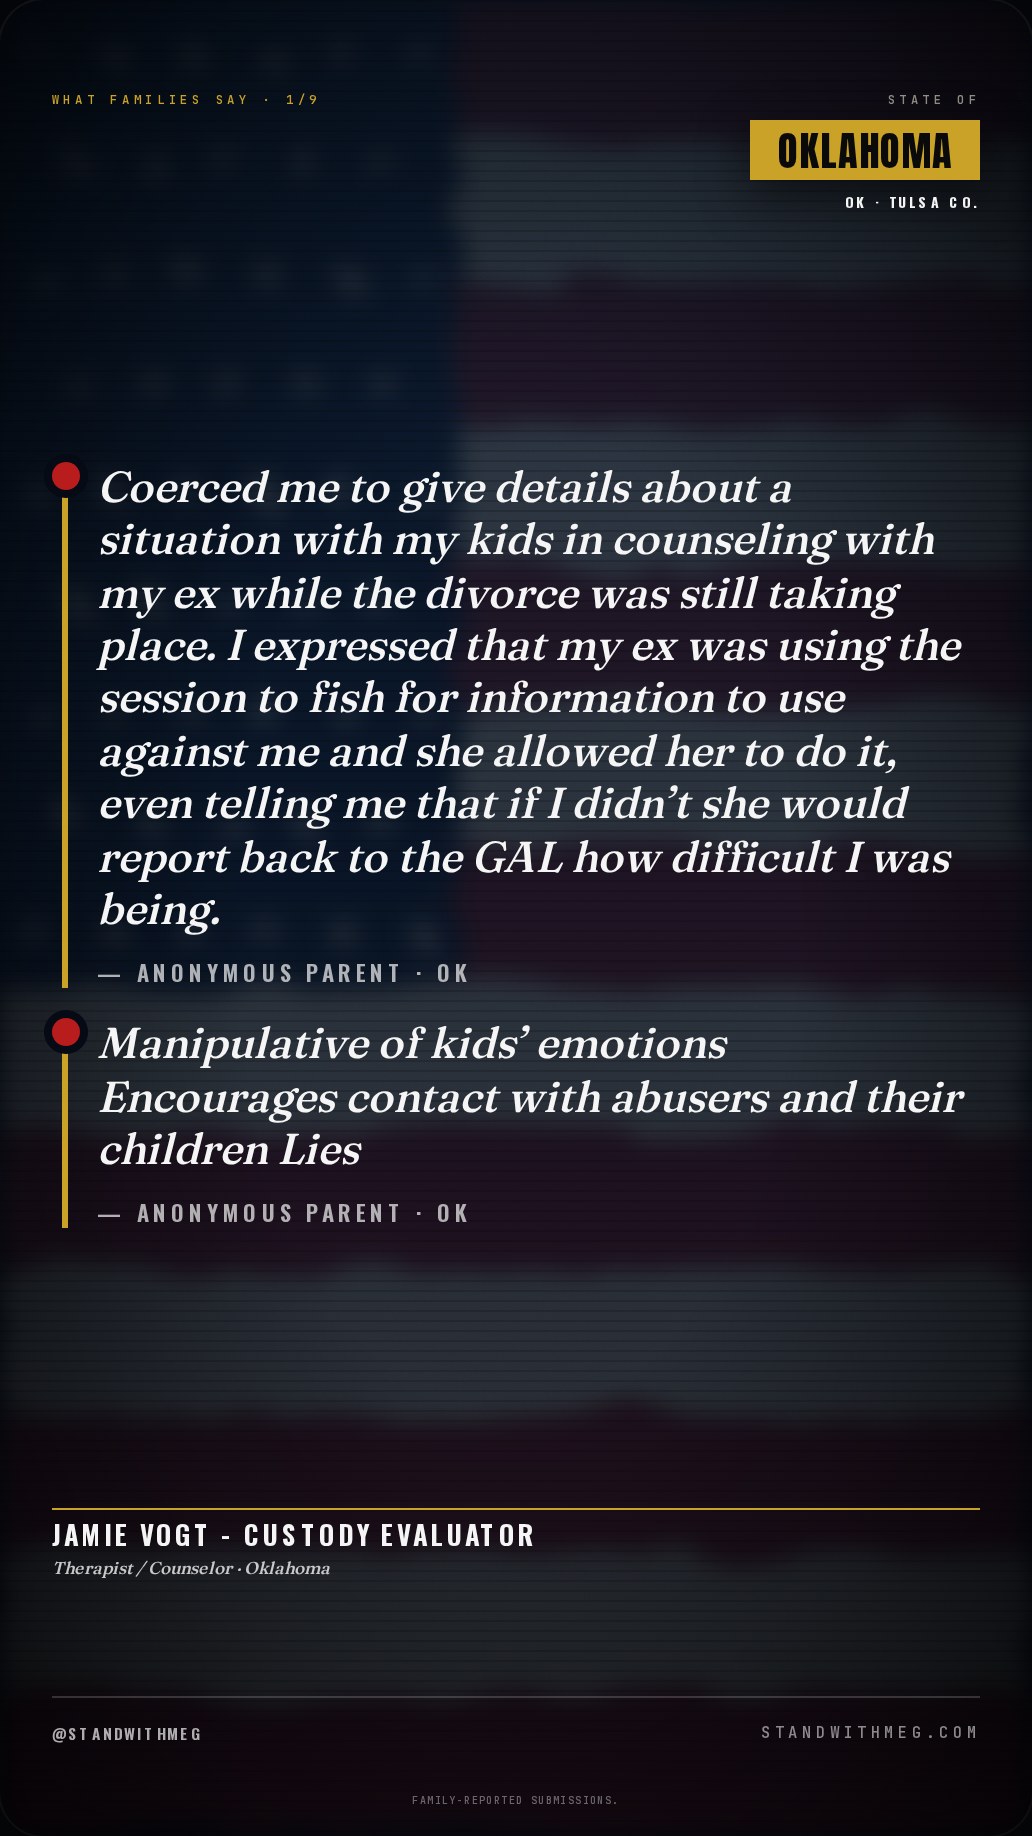 WHAT FAMILIES SAY · 1/9
STATE OF
OKLAHOMA
OK · TULSA CO.
Coerced me to give details about a
situation with my kids in counseling with
my ex while the divorce was still taking
place. I expressed that my ex was using the
session to fish for information to use
against me and she allowed her to do it,
even telling me that if I didn’t she would
report back to the GAL how difficult I was
being.
— ANONYMOUS PARENT · OK
Manipulative of kids’ emotions
Encourages contact with abusers and their
children Lies
— ANONYMOUS PARENT · OK
JAMIE VOGT - CUSTODY EVALUATOR
Therapist / Counselor · Oklahoma
@STANDWITHMEG
STANDWITHMEG.COM
FAMILY-REPORTED SUBMISSIONS.